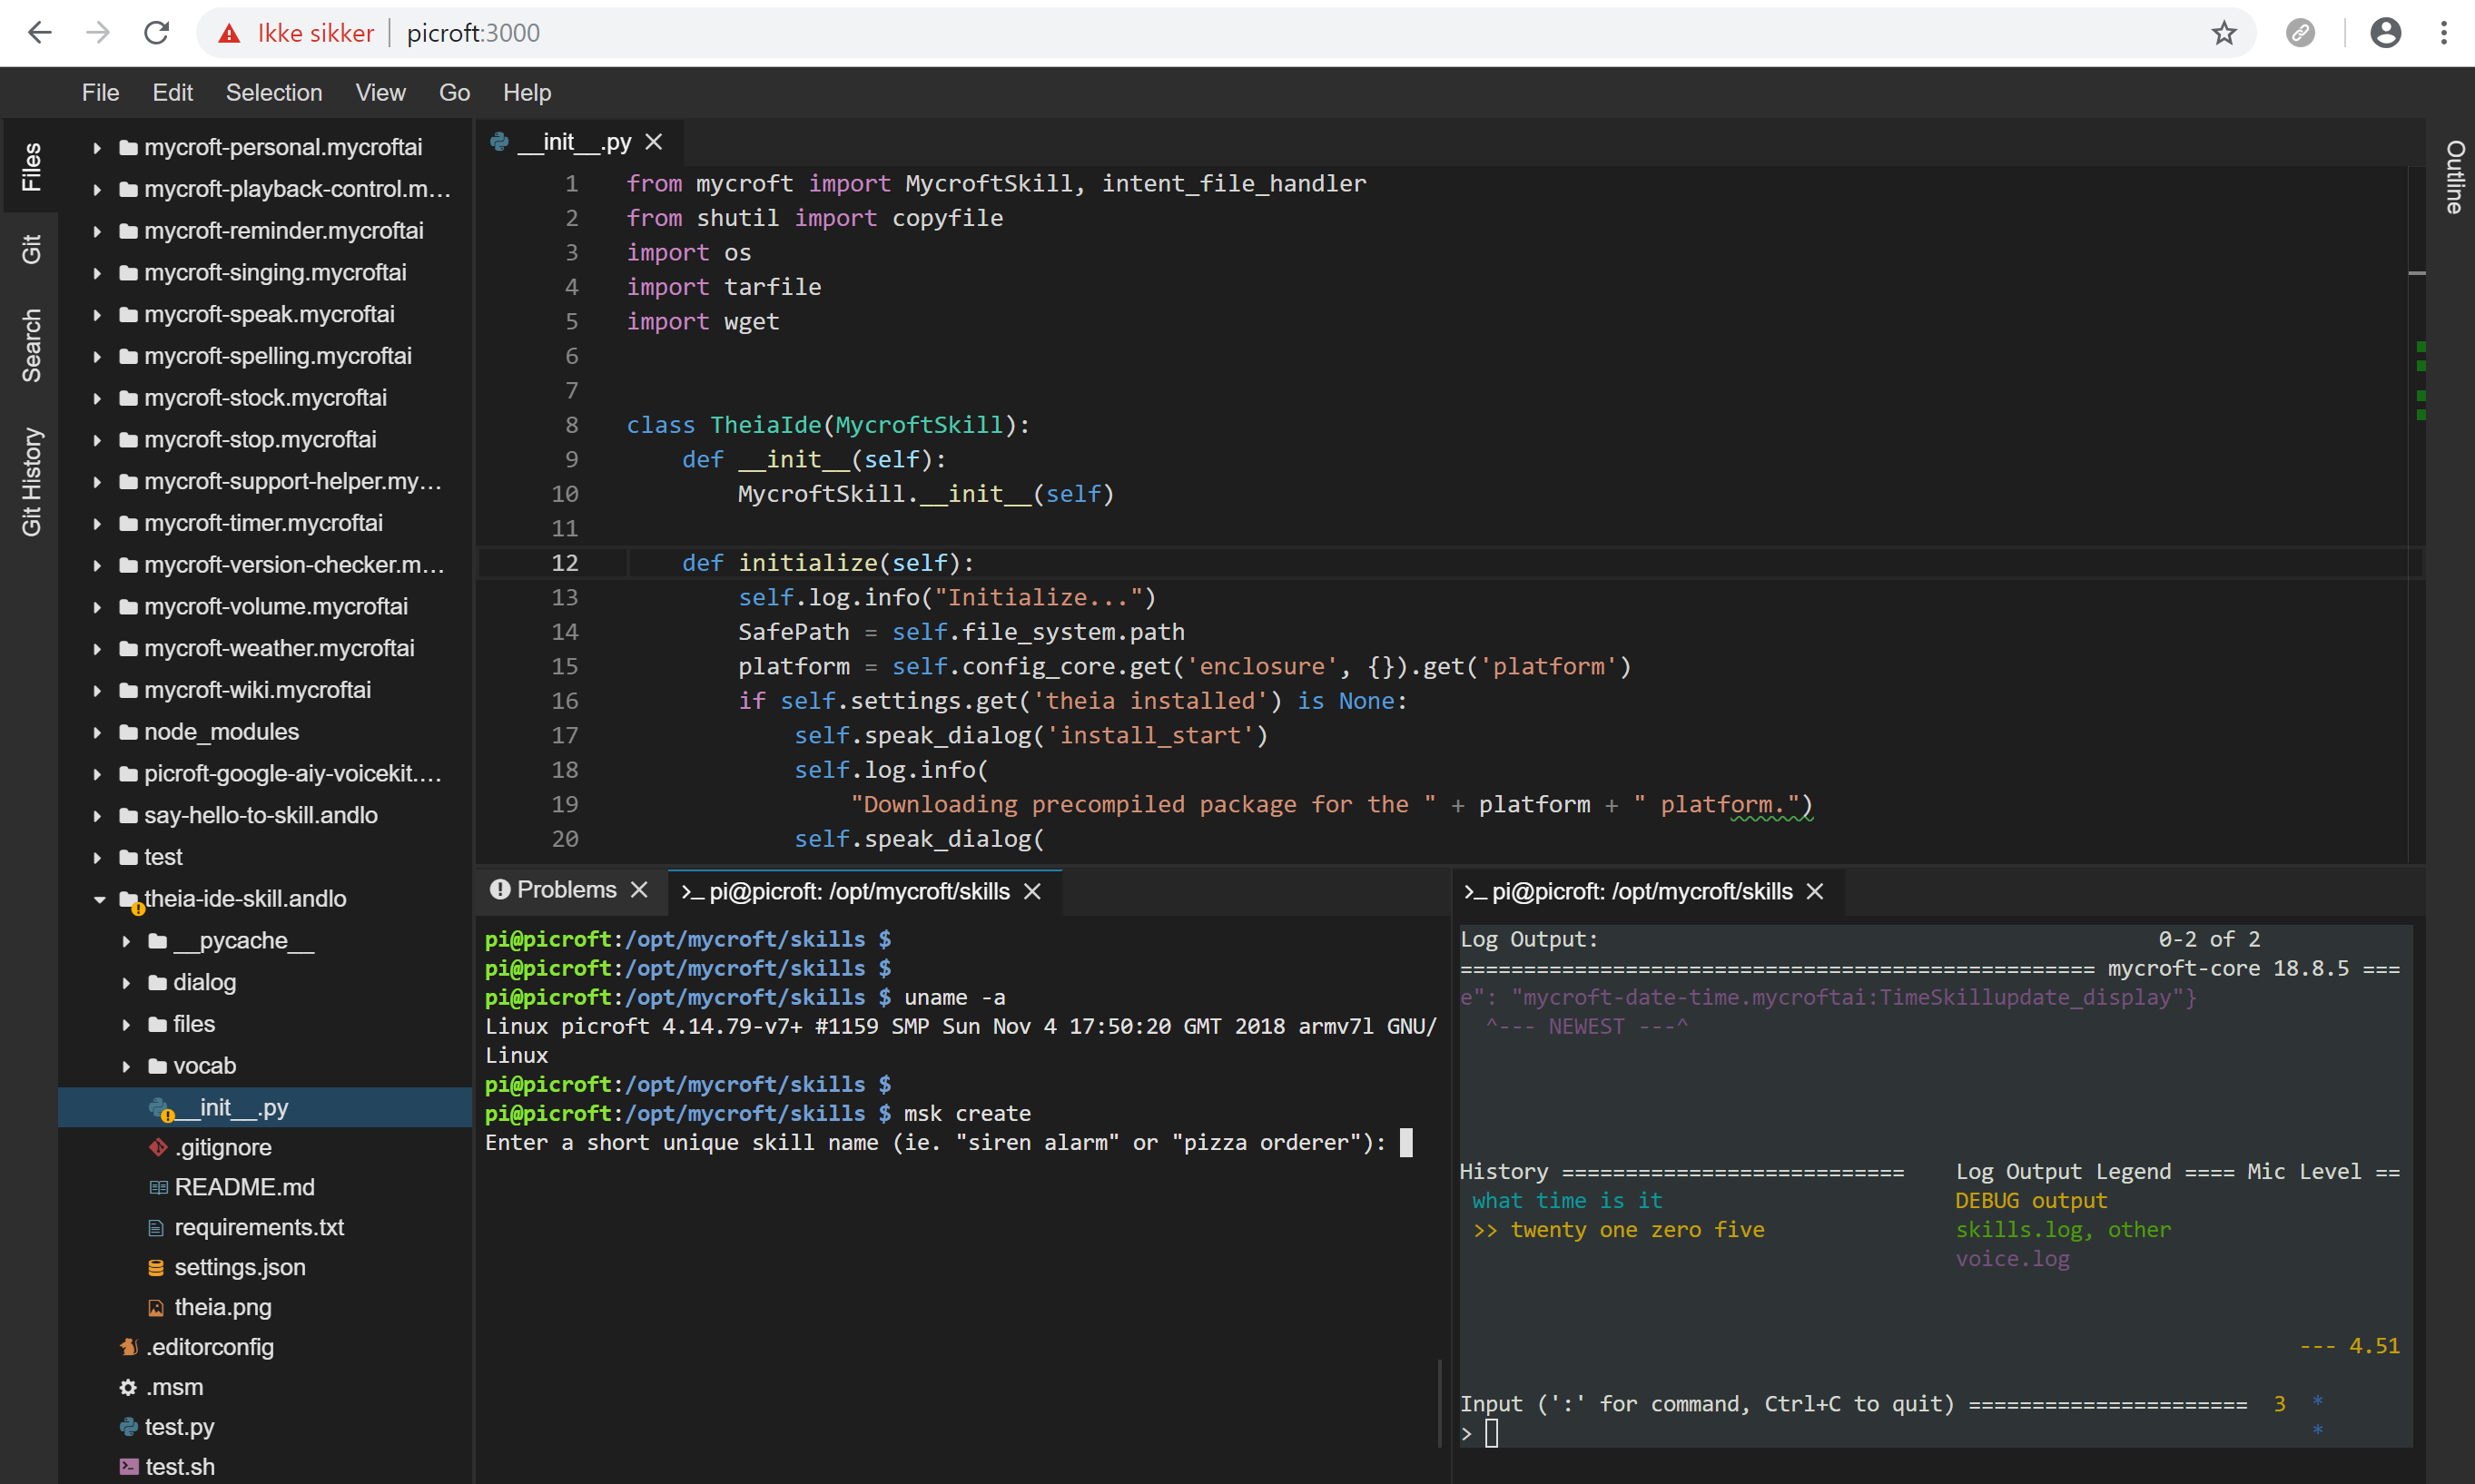 Ikke sikker picroft:3000
File Edit Selection View Go Help
Files
Git
Search
Git History
mycroft-personal.mycroftai
mycroft-playback-control.m...
mycroft-reminder.mycroftai
mycroft-singing.mycroftai
mycroft-speak.mycroftai
mycroft-spelling.mycroftai
mycroft-stock.mycroftai
mycroft-stop.mycroftai
mycroft-support-helper.my...
mycroft-timer.mycroftai
mycroft-version-checker.m...
mycroft-volume.mycroftai
mycroft-weather.mycroftai
mycroft-wiki.mycroftai
node_modules
picroft-google-aiy-voicekit....
say-hello-to-skill.andlo
test
theia-ide-skill.andlo
__pycache__
dialog
files
vocab
__init__.py
.gitignore
README.md
requirements.txt
settings.json
theia.png
.editorconfig
.msm
test.py
test.sh
__init__.py
1 from mycroft import MycroftSkill, intent_file_handler
2 from shutil import copyfile
3 import os
4 import tarfile
5 import wget
6
7
8 class TheiaIde(MycroftSkill):
9 def __init__(self):
10 MycroftSkill.__init__(self)
11
12 def initialize(self):
13 self.log.info("Initialize...")
14 SafePath = self.file_system.path
15 platform = self.config_core.get('enclosure', {}).get('platform')
16 if self.settings.get('theia installed') is None:
17 self.speak_dialog('install_start')
18 self.log.info(
19 "Downloading precompiled package for the " + platform + " platform.")
20 self.speak_dialog(
Outline
Problems pi@picroft: /opt/mycroft/skills
pi@picroft:/opt/mycroft/skills $
pi@picroft:/opt/mycroft/skills $
pi@picroft:/opt/mycroft/skills $ uname -a
Linux picroft 4.14.79-v7+ #1159 SMP Sun Nov 4 17:50:20 GMT 2018 armv7l GNU/
Linux
pi@picroft:/opt/mycroft/skills $
pi@picroft:/opt/mycroft/skills $ msk create
Enter a short unique skill name (ie. "siren alarm" or "pizza orderer"):
pi@picroft: /opt/mycroft/skills
Log Output: 0-2 of 2
================================================== mycroft-core 18.8.5 ===
e": "mycroft-date-time.mycroftai:TimeSkillupdate_display"}
^--- NEWEST ---^
History =========================== Log Output Legend ==== Mic Level ==
what time is it DEBUG output
>> twenty one zero five skills.log, other
voice.log
--- 4.51
Input (':' for command, Ctrl+C to quit) ====================== 3 *
> *